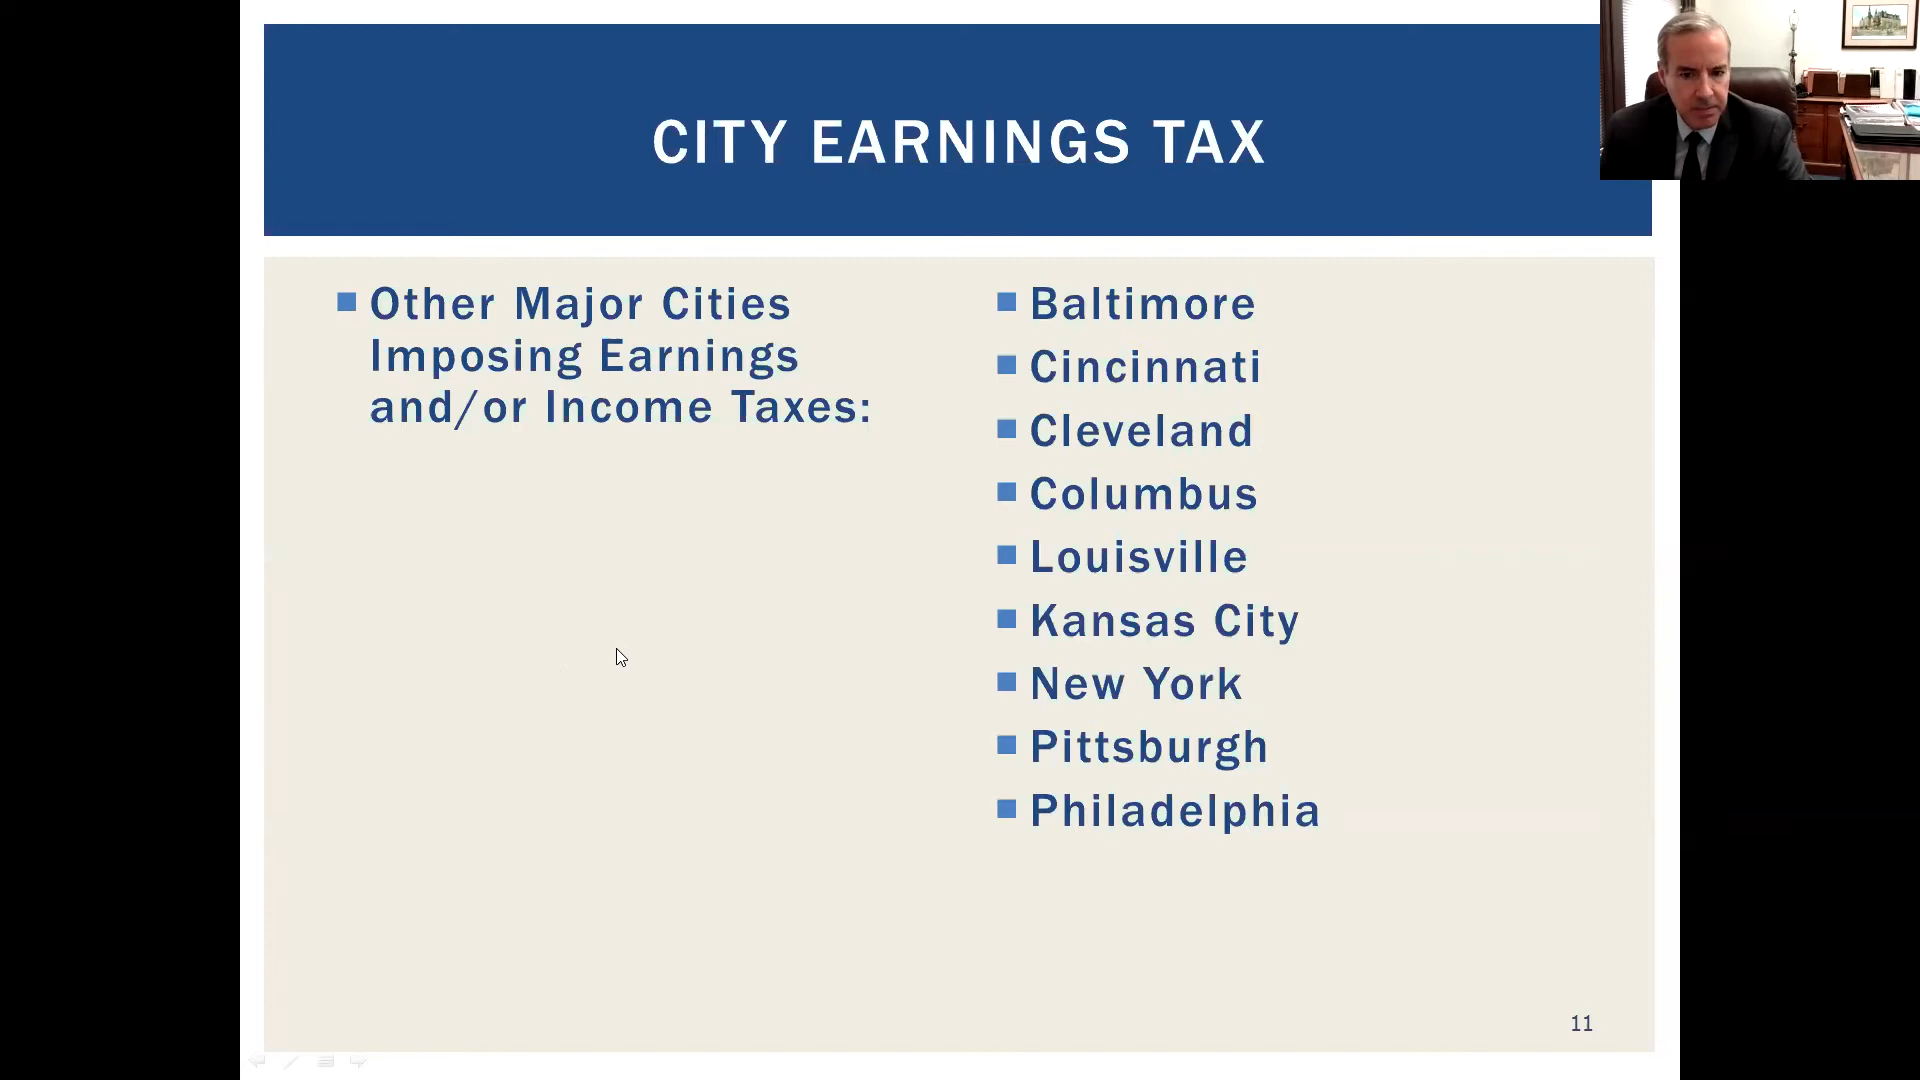 CITY EARNINGS TAX
Other Major Cities
Imposing Earnings
and/or Income Taxes:
Baltimore
Cincinnati
Cleveland
Columbus
Louisville
Kansas City
New York
Pittsburgh
Philadelphia
11